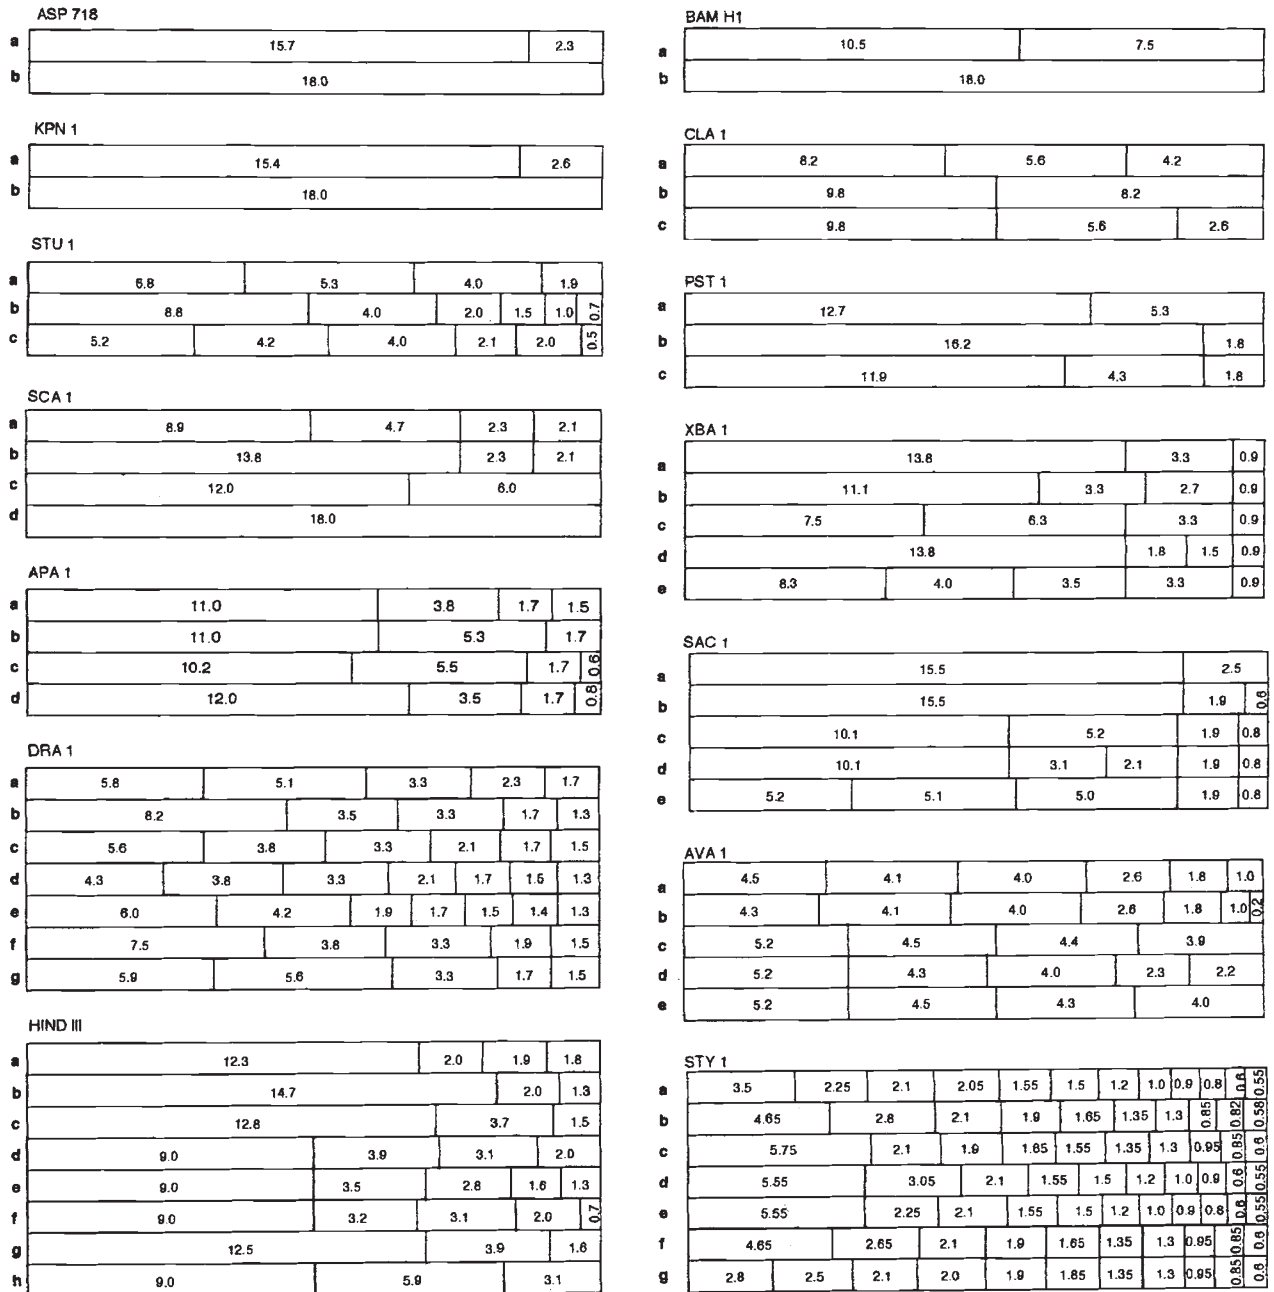 ASP 718
a 15.7 2.3
b 18.0
KPN 1
a 15.4 2.6
b 18.0
STU 1
a 6.8 5.3 4.0 1.9
b 8.8 4.0 2.0 1.5 1.0 0.7
c 5.2 4.2 4.0 2.1 2.0 0.5
SCA 1
a 8.9 4.7 2.3 2.1
b 13.8 2.3 2.1
c 12.0 6.0
d 18.0
APA 1
a 11.0 3.8 1.7 1.5
b 11.0 5.3 1.7
c 10.2 5.5 1.7 0.6
d 12.0 3.5 1.7 0.8
DRA 1
a 5.8 5.1 3.3 2.3 1.7
b 8.2 3.5 3.3 1.7 1.3
c 5.6 3.8 3.3 2.1 1.7 1.5
d 4.3 3.8 3.3 2.1 1.7 1.5 1.3
e 6.0 4.2 1.9 1.7 1.5 1.4 1.3
f 7.5 3.8 3.3 1.9 1.5
g 5.9 5.6 3.3 1.7 1.5
HIND III
a 12.3 2.0 1.9 1.8
b 14.7 2.0 1.3
c 12.8 3.7 1.5
d 9.0 3.9 3.1 2.0
e 9.0 3.5 2.8 1.6 1.3
f 9.0 3.2 3.1 2.0 0.7
g 12.5 3.9 1.6
h 9.0 5.9 3.1
BAM H1
a 10.5 7.5
b 18.0
CLA 1
a 8.2 5.6 4.2
b 9.8 8.2
c 9.8 5.6 2.6
PST 1
a 12.7 5.3
b 16.2 1.8
c 11.9 4.3 1.8
XBA 1
a 13.8 3.3 0.9
b 11.1 3.3 2.7 0.9
c 7.5 6.3 3.3 0.9
d 13.8 1.8 1.5 0.9
e 8.3 4.0 3.5 3.3 0.9
SAC 1
a 15.5 2.5
b 15.5 1.9 0.6
c 10.1 5.2 1.9 0.8
d 10.1 3.1 2.1 1.9 0.8
e 5.2 5.1 5.0 1.9 0.8
AVA 1
a 4.5 4.1 4.0 2.6 1.8 1.0
b 4.3 4.1 4.0 2.6 1.8 1.0 0.2
c 5.2 4.5 4.4 3.9
d 5.2 4.3 4.0 2.3 2.2
e 5.2 4.5 4.3 4.0
STY 1
a 3.5 2.25 2.1 2.05 1.55 1.5 1.2 1.0 0.9 0.8 0.6 0.55
b 4.65 2.8 2.1 1.9 1.65 1.35 1.3 0.85 0.82 0.58
c 5.75 2.1 1.9 1.65 1.55 1.35 1.3 0.95 0.85 0.6
d 5.55 3.05 2.1 1.55 1.5 1.2 1.0 0.9 0.6 0.55
e 5.55 2.25 2.1 1.55 1.5 1.2 1.0 0.9 0.8 0.6 0.55
f 4.65 2.65 2.1 1.9 1.65 1.35 1.3 0.95 0.85 0.6
g 2.8 2.5 2.1 2.0 1.9 1.65 1.35 1.3 0.95 0.85 0.6